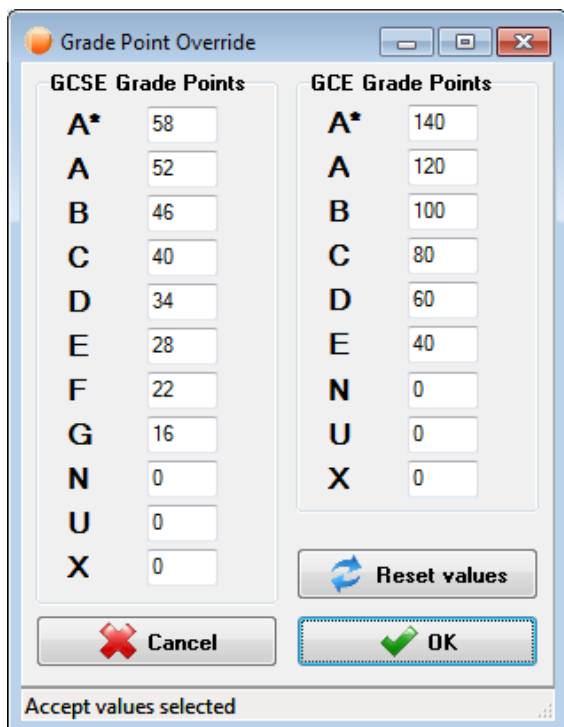 Grade Point Override
GCSE Grade Points
A* 58
A 52
B 46
C 40
D 34
E 28
F 22
G 16
N 0
U 0
X 0
GCE Grade Points
A* 140
A 120
B 100
C 80
D 60
E 40
N 0
U 0
X 0
Reset values
Cancel
OK
Accept values selected